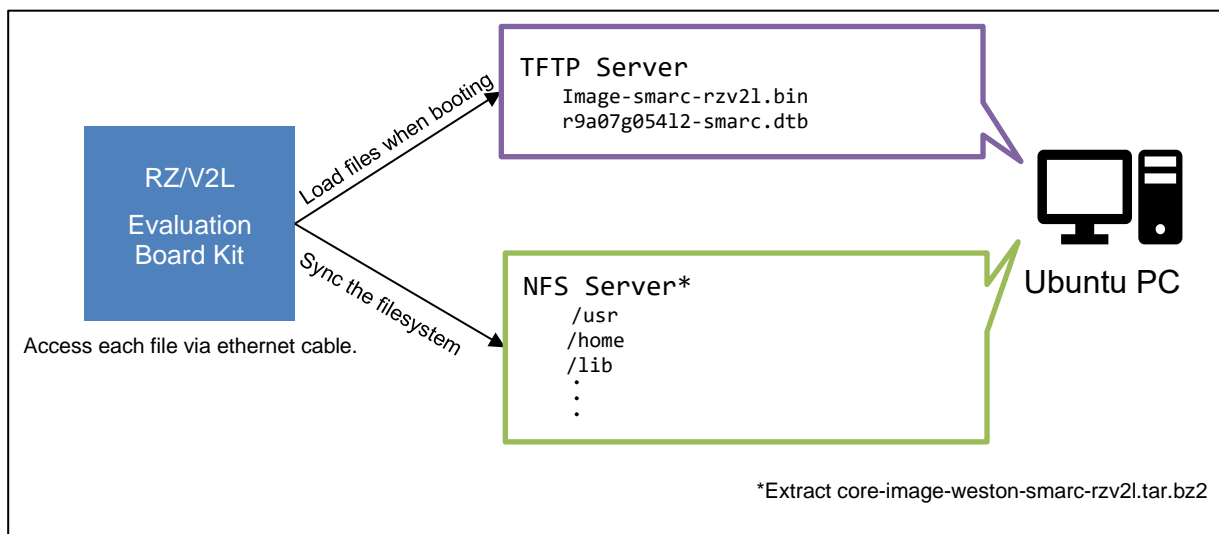 TFTP Server
Image-smarc-rzv2l.bin
r9a07g054l2-smarc.dtb
Load files when booting
RZ/V2L
Evaluation
Board Kit
Sync the filesystem
Access each file via ethernet cable.
NFS Server*
/usr
/home
/lib
.
.
.
Ubuntu PC
*Extract core-image-weston-smarc-rzv2l.tar.bz2